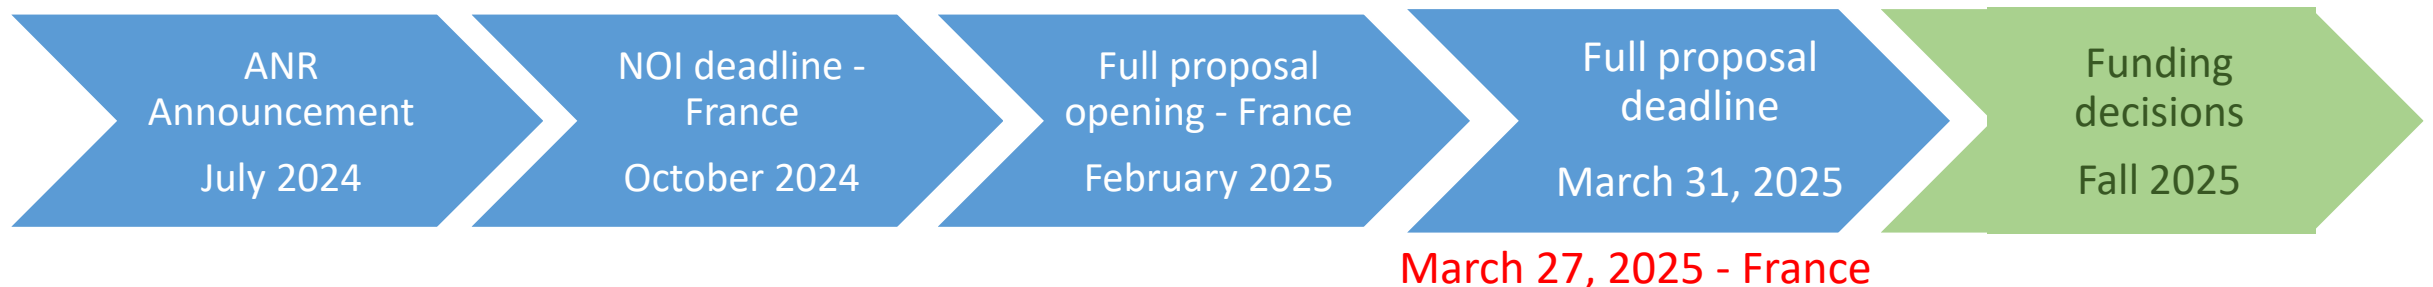 ANR
Announcement
July 2024
NOI deadline -
France
October 2024
Full proposal
opening - France
February 2025
Full proposal
deadline
March 31, 2025
March 27, 2025 - France
Funding
decisions
Fall 2025